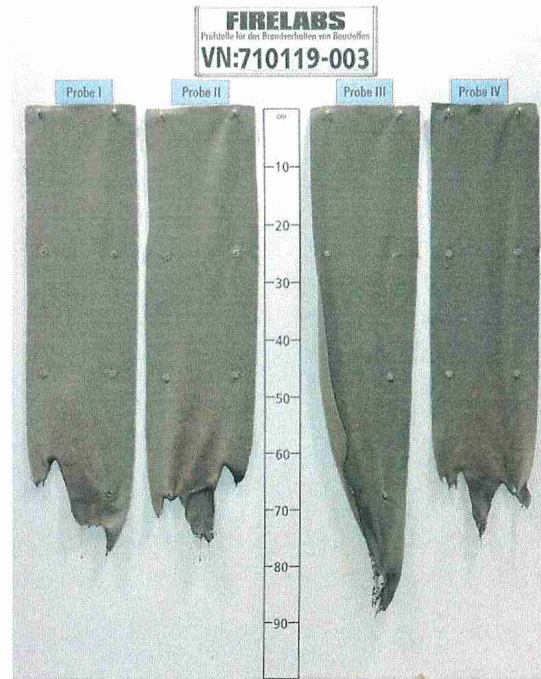 FIRELABS
Prüfstelle für das Brandverhalten von Baustoffen
VN:710119-003
Probe I
Probe II
Probe III
Probe IV
CM
10
20
30
40
50
60
70
80
90